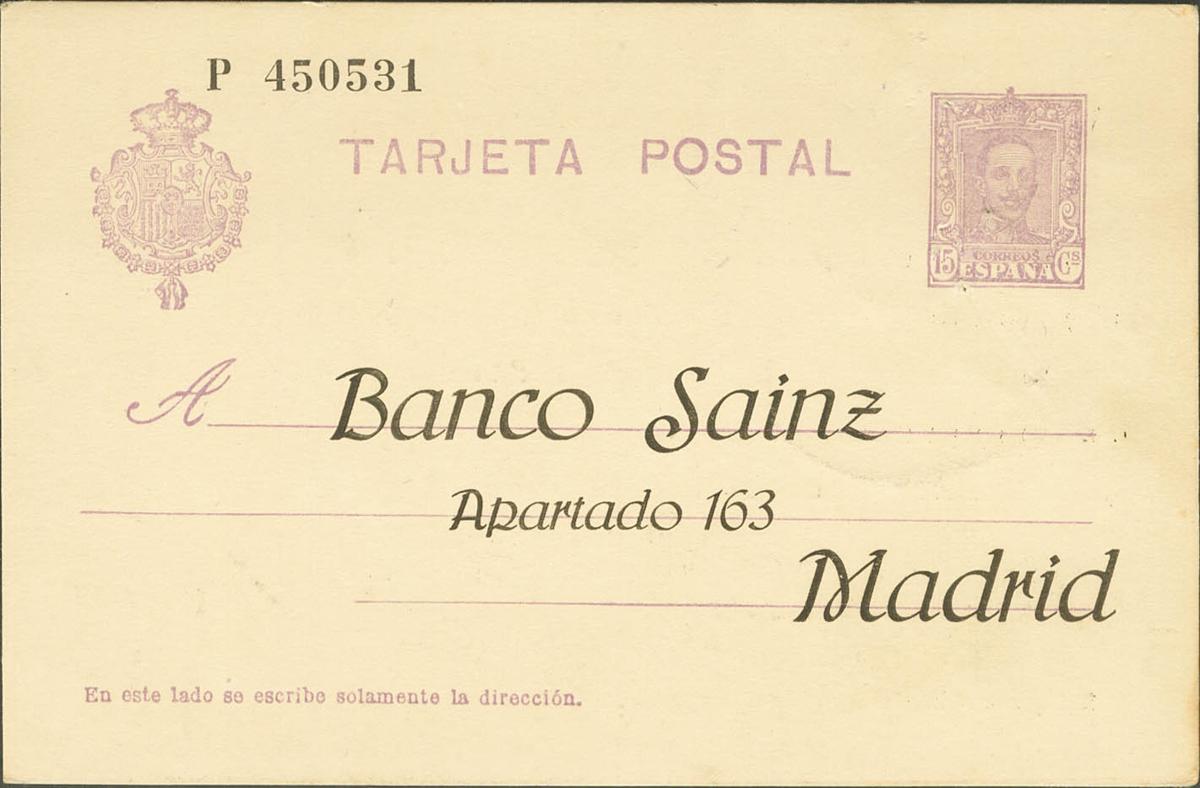 P 450531
TARJETA POSTAL
CORREOS
15 ESPAÑA Cs
A Banco Sainz
Apartado 163
Madrid
En este lado se escribe solamente la dirección.